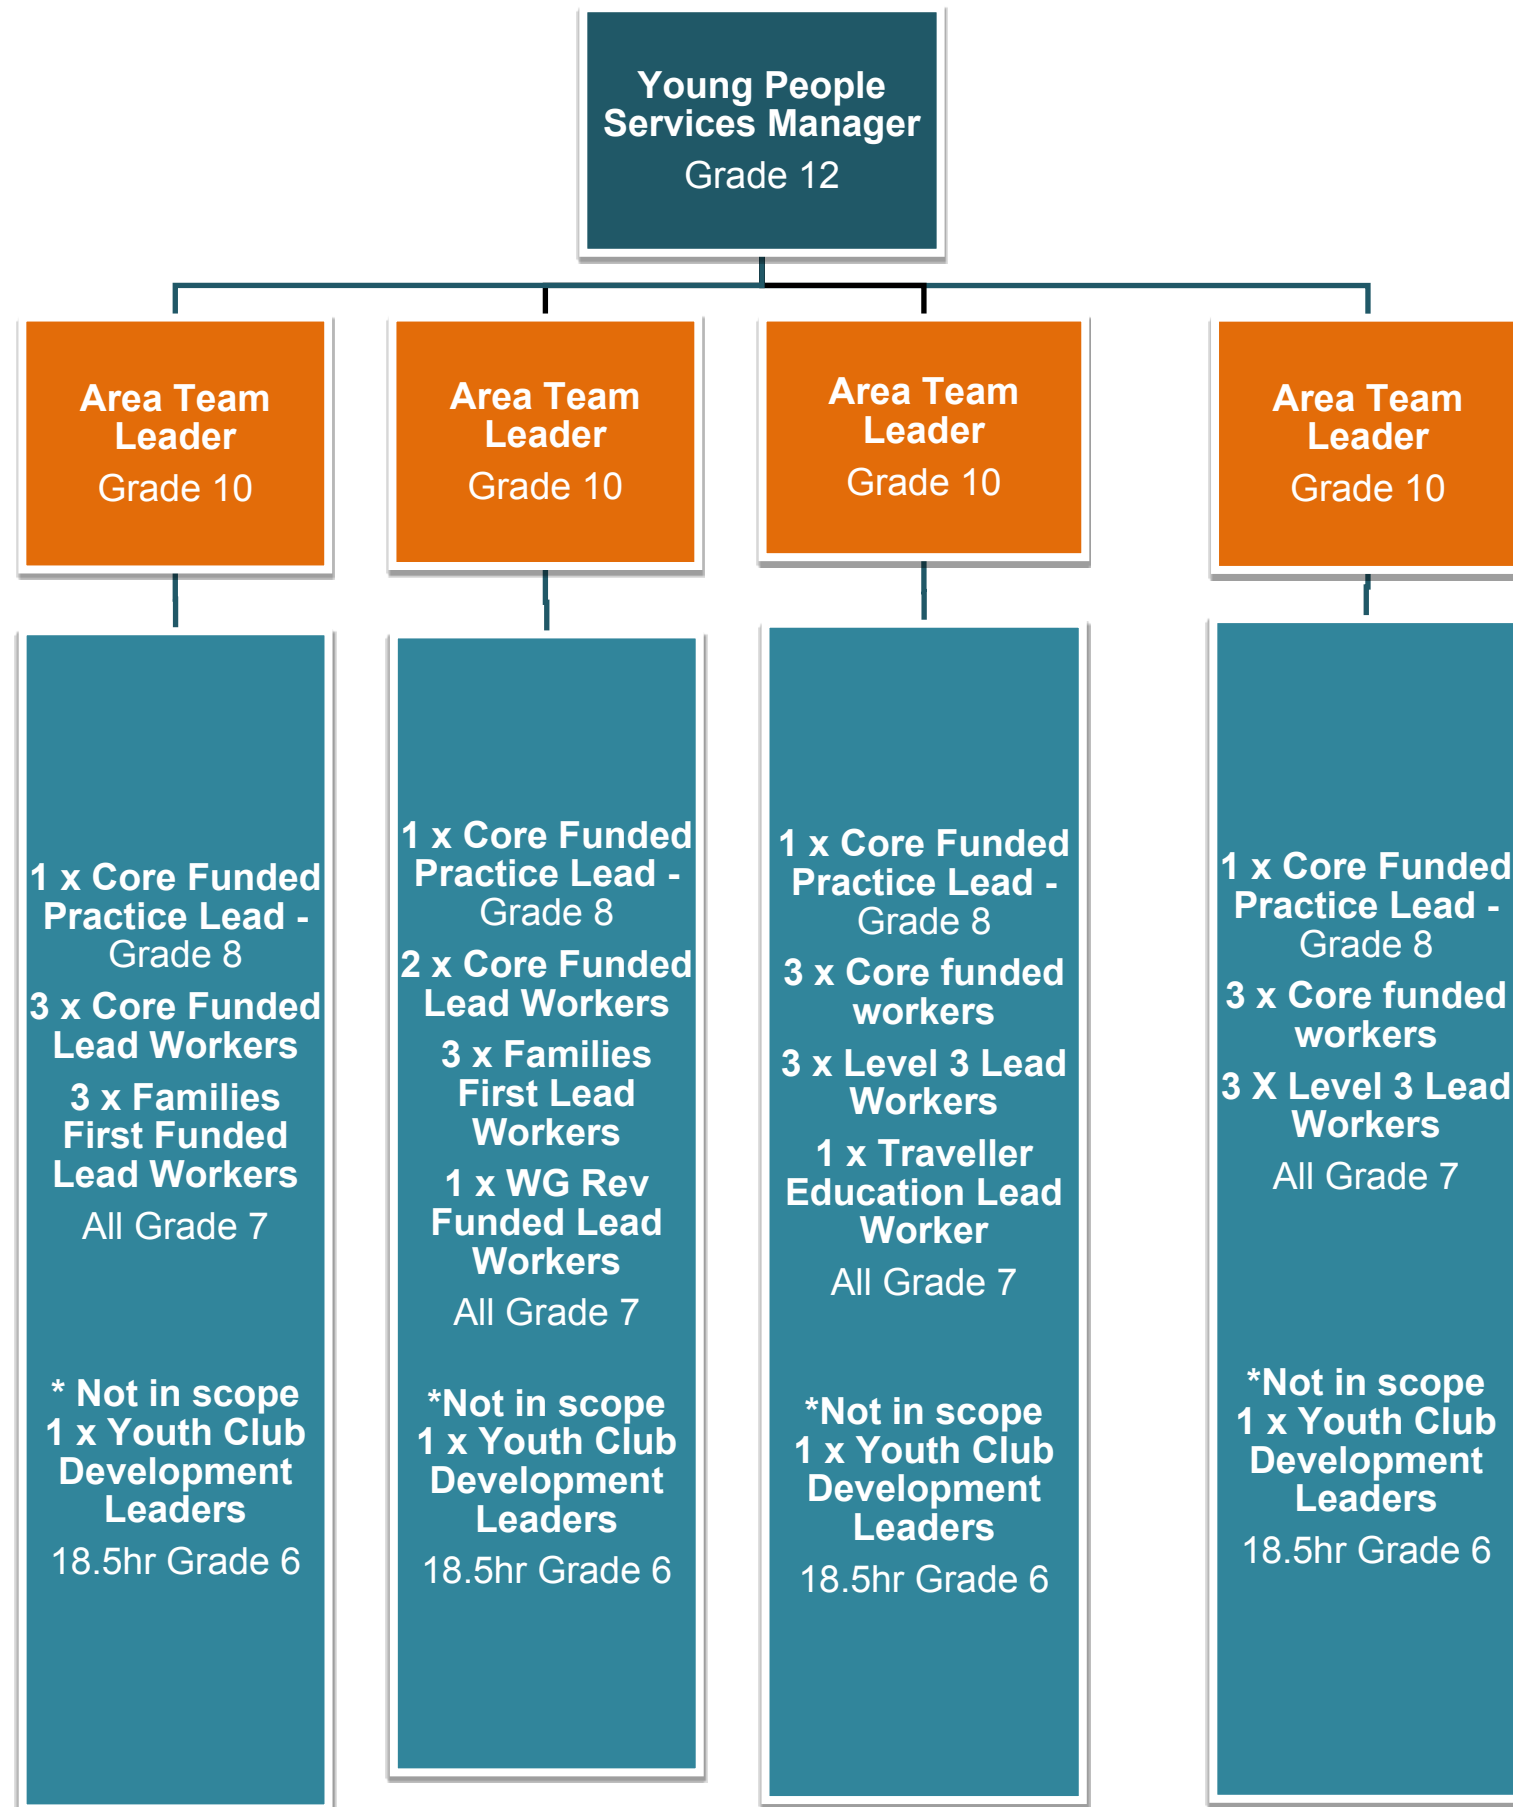 Young People
Services Manager
Grade 12
Area Team
Leader
Grade 10
Area Team
Leader
Grade 10
Area Team
Leader
Grade 10
Area Team
Leader
Grade 10
1 x Core Funded
Practice Lead -
Grade 8
3 x Core Funded
Lead Workers
3 x Families
First Funded
Lead Workers
All Grade 7
* Not in scope
1 x Youth Club
Development
Leaders
18.5hr Grade 6
1 x Core Funded
Practice Lead -
Grade 8
2 x Core Funded
Lead Workers
3 x Families
First Lead
Workers
1 x WG Rev
Funded Lead
Workers
All Grade 7
*Not in scope
1 x Youth Club
Development
Leaders
18.5hr Grade 6
1 x Core Funded
Practice Lead -
Grade 8
3 x Core funded
workers
3 x Level 3 Lead
Workers
1 x Traveller
Education Lead
Worker
All Grade 7
*Not in scope
1 x Youth Club
Development
Leaders
18.5hr Grade 6
1 x Core Funded
Practice Lead -
Grade 8
3 x Core funded
workers
3 X Level 3 Lead
Workers
All Grade 7
*Not in scope
1 x Youth Club
Development
Leaders
18.5hr Grade 6